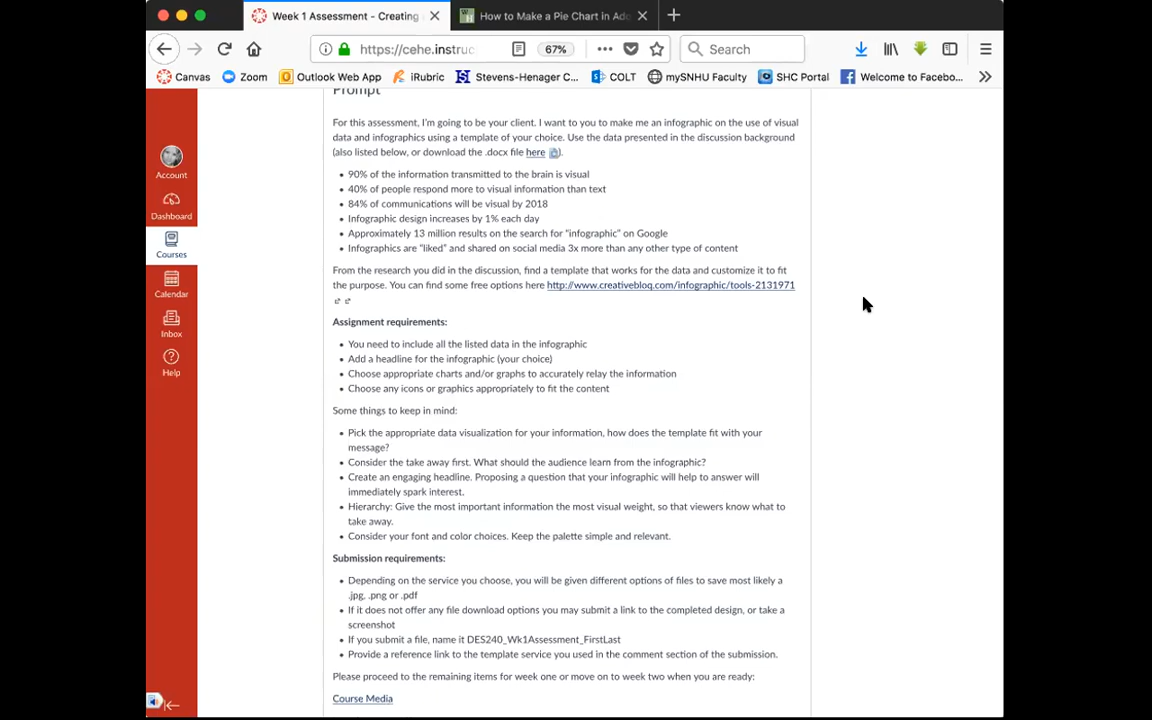 Week 1 Assessment - Creating
How to Make a Pie Chart in Ado
https://cehe.instruc
67%
Search
Canvas
Zoom
Outlook Web App
iRubric
Stevens-Henager C...
COLT
mySNHU Faculty
SHC Portal
Welcome to Facebo...
Account
Dashboard
Courses
Calendar
Inbox
Help
Prompt
For this assessment, I'm going to be your client. I want to you to make me an infographic on the use of visual
data and infographics using a template of your choice. Use the data presented in the discussion background
(also listed below, or download the .docx file here ).
• 90% of the information transmitted to the brain is visual
• 40% of people respond more to visual information than text
• 84% of communications will be visual by 2018
• Infographic design increases by 1% each day
• Approximately 13 million results on the search for "infographic" on Google
• Infographics are "liked" and shared on social media 3x more than any other type of content
From the research you did in the discussion, find a template that works for the data and customize it to fit
the purpose. You can find some free options here http://www.creativebloq.com/infographic/tools-2131971
Assignment requirements:
• You need to include all the listed data in the infographic
• Add a headline for the infographic (your choice)
• Choose appropriate charts and/or graphs to accurately relay the information
• Choose any icons or graphics appropriately to fit the content
Some things to keep in mind:
• Pick the appropriate data visualization for your information, how does the template fit with your
message?
• Consider the take away first. What should the audience learn from the infographic?
• Create an engaging headline. Proposing a question that your infographic will help to answer will
immediately spark interest.
• Hierarchy: Give the most important information the most visual weight, so that viewers know what to
take away.
• Consider your font and color choices. Keep the palette simple and relevant.
Submission requirements:
• Depending on the service you choose, you will be given different options of files to save most likely a
.jpg, .png or .pdf
• If it does not offer any file download options you may submit a link to the completed design, or take a
screenshot
• If you submit a file, name it DES240_Wk1Assessment_FirstLast
• Provide a reference link to the template service you used in the comment section of the submission.
Please proceed to the remaining items for week one or move on to week two when you are ready:
Course Media